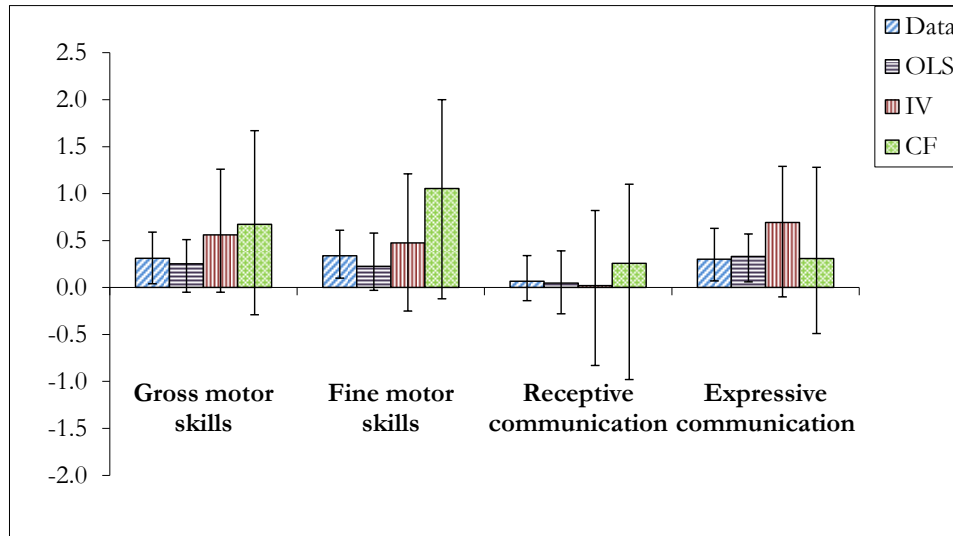 Data
OLS
IV
CF
2.5
2.0
1.5
1.0
0.5
0.0
-0.5
-1.0
-1.5
-2.0
Gross motor
skills
Fine motor
skills
Receptive
communication
Expressive
communication